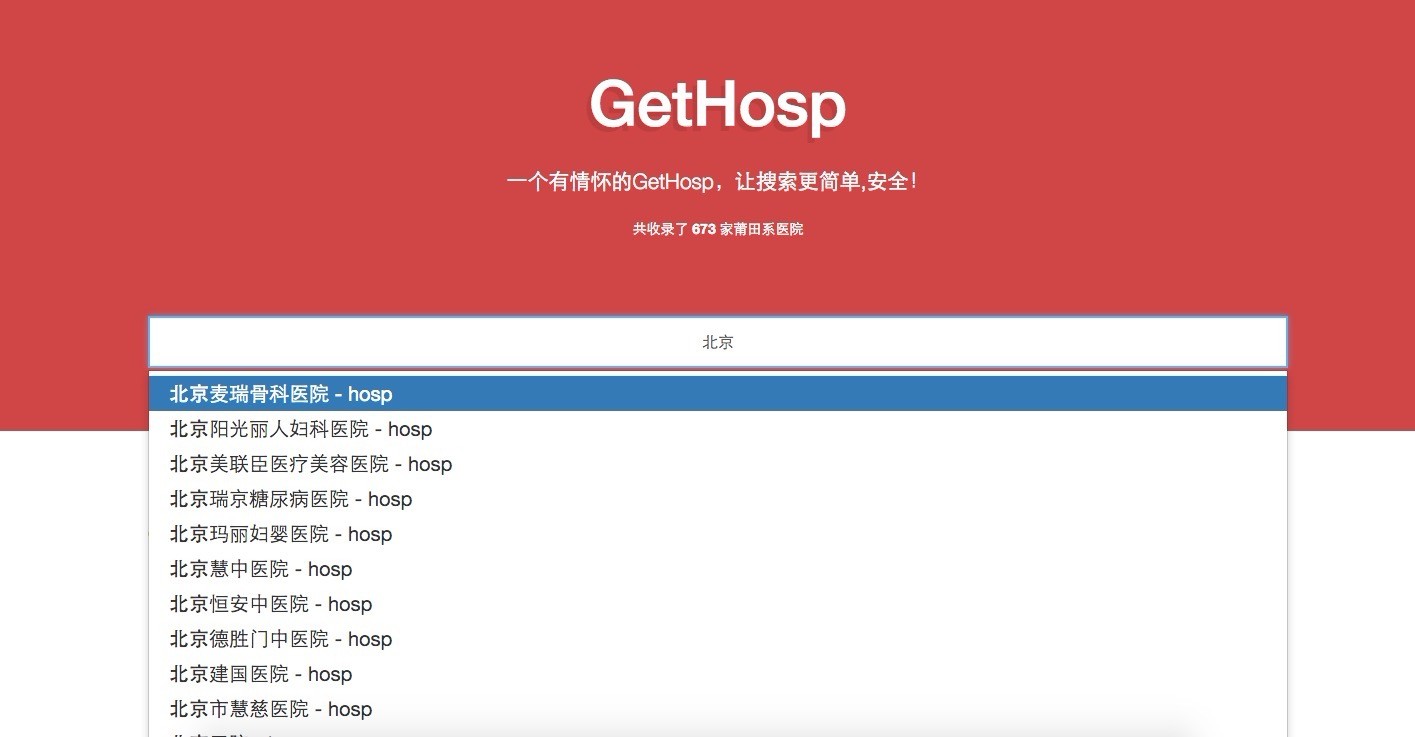 GetHosp
一个有情怀的GetHosp，让搜索更简单,安全！
共收录了 673 家莆田系医院
北京
北京麦瑞骨科医院 - hosp
北京阳光丽人妇科医院 - hosp
北京美联臣医疗美容医院 - hosp
北京瑞京糖尿病医院 - hosp
北京玛丽妇婴医院 - hosp
北京慧中医院 - hosp
北京恒安中医院 - hosp
北京德胜门中医院 - hosp
北京建国医院 - hosp
北京市慧慈医院 - hosp